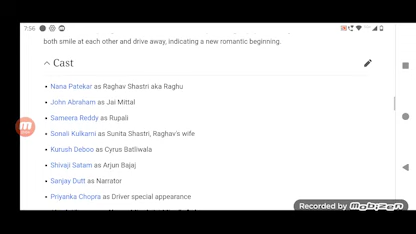 7:56
both smile at each other and drive away, indicating a new romantic beginning.
Cast
• Nana Patekar as Raghav Shastri aka Raghu
• John Abraham as Jai Mittal
• Sameera Reddy as Rupali
• Sonali Kulkarni as Sunita Shastri, Raghav's wife
• Kurush Deboo as Cyrus Batliwala
• Shivaji Satam as Arjun Bajaj
• Sanjay Dutt as Narrator
• Priyanka Chopra as Driver special appearance
Recorded by MOBIZEN